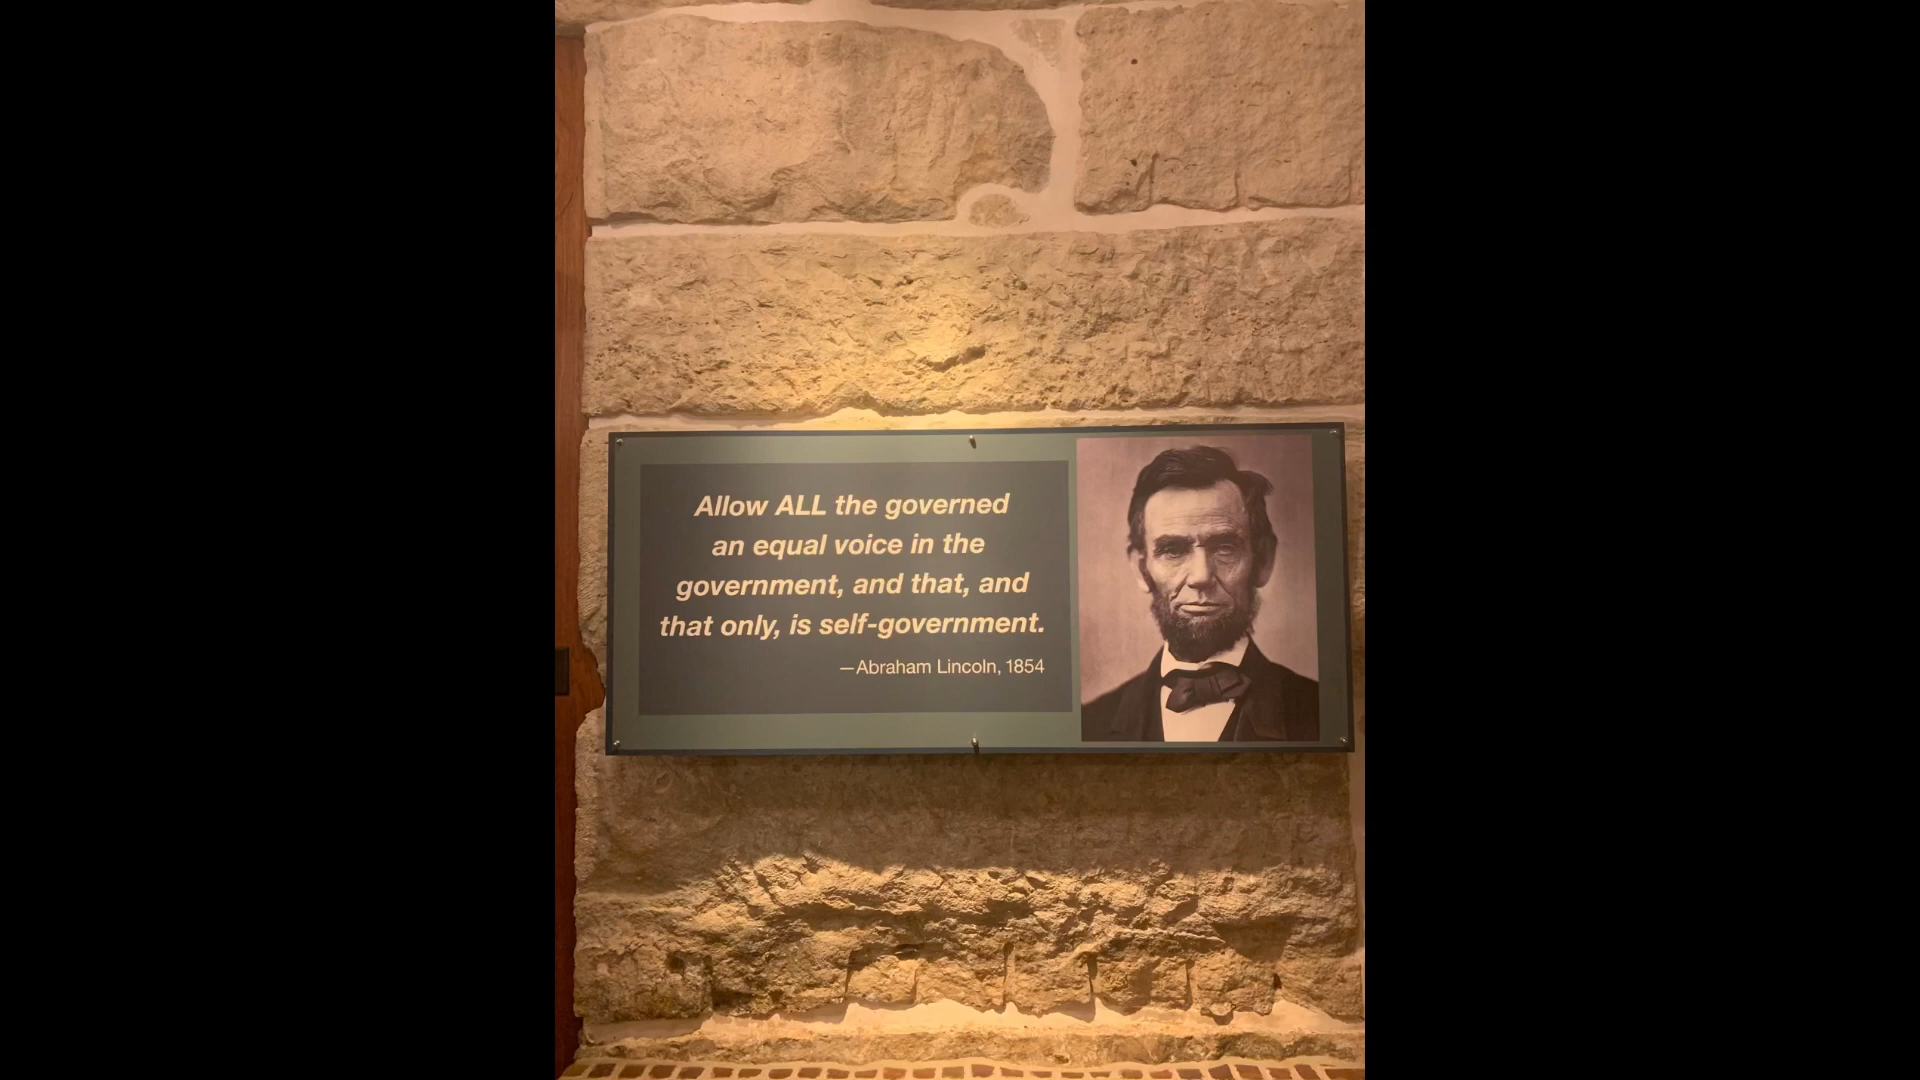 Allow ALL the governed
an equal voice in the
government, and that, and
that only, is self-government.
—Abraham Lincoln, 1854